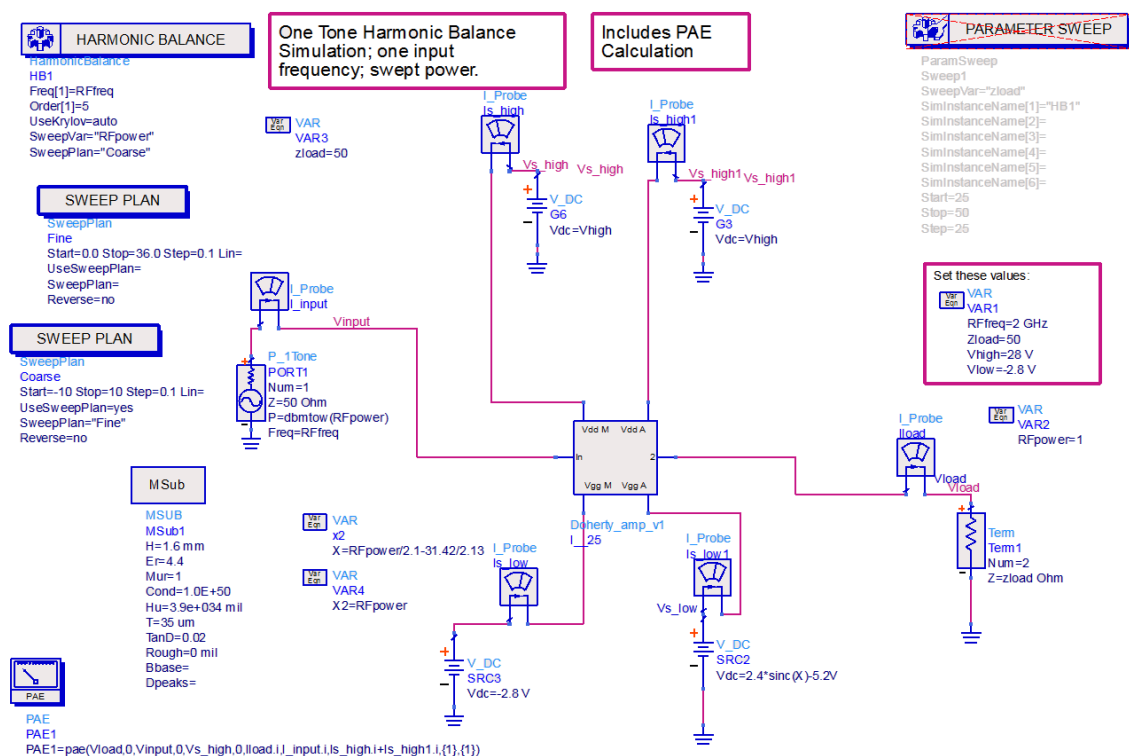 HARMONIC BALANCE
HarmonicBalance
HB1
Freq[1]=RFfreq
Order[1]=5
UseKrylov=auto
SweepVar="RFpower"
SweepPlan="Coarse"
One Tone Harmonic Balance
Simulation; one input
frequency; swept power.
Includes PAE
Calculation
PARAMETER SWEEP
ParamSweep
Sweep1
SweepVar="zload"
SimInstanceName[1]="HB1"
SimInstanceName[2]=
SimInstanceName[3]=
SimInstanceName[4]=
SimInstanceName[5]=
SimInstanceName[6]=
Start=25
Stop=50
Step=25
Var
Eqn
VAR
VAR3
zload=50
I_Probe
Is_high
Vs_high
Vs_high
V_DC
G6
Vdc=Vhigh
I_Probe
Is_high1
Vs_high1
Vs_high1
V_DC
G3
Vdc=Vhigh
SWEEP PLAN
SweepPlan
Fine
Start=0.0 Stop=36.0 Step=0.1 Lin=
UseSweepPlan=
SweepPlan=
Reverse=no
I_Probe
I_input
Vinput
Set these values:
Var
Eqn
VAR
VAR1
RFfreq=2 GHz
Zload=50
Vhigh=28 V
Vlow=-2.8 V
SWEEP PLAN
SweepPlan
Coarse
Start=-10 Stop=10 Step=0.1 Lin=
UseSweepPlan=yes
SweepPlan="Fine"
Reverse=no
P_1Tone
PORT1
Num=1
Z=50 Ohm
P=dbmtow(RFpower)
Freq=RFfreq
Vdd M
Vdd A
In
2
Vgg M
Vgg A
Doherty_amp_v1
I__25
I_Probe
Iload
Vload
Vload
Var
Eqn
VAR
VAR2
RFpower=1
Term
Term1
Num=2
Z=zload Ohm
MSub
MSUB
MSub1
H=1.6 mm
Er=4.4
Mur=1
Cond=1.0E+50
Hu=3.9e+034 mil
T=35 um
TanD=0.02
Rough=0 mil
Bbase=
Dpeaks=
Var
Eqn
VAR
x2
X=RFpower/2.1-31.42/2.13
Var
Eqn
VAR
VAR4
X2=RFpower
I_Probe
Is_low
V_DC
SRC3
Vdc=-2.8 V
I_Probe
Is_low1
Vs_low
V_DC
SRC2
Vdc=2.4*sinc(X)-5.2V
PAE
PAE
PAE1
PAE1=pae(Vload,0,Vinput,0,Vs_high,0,Iload.i,I_input.i,Is_high.i+Is_high1.i,{1},{1})